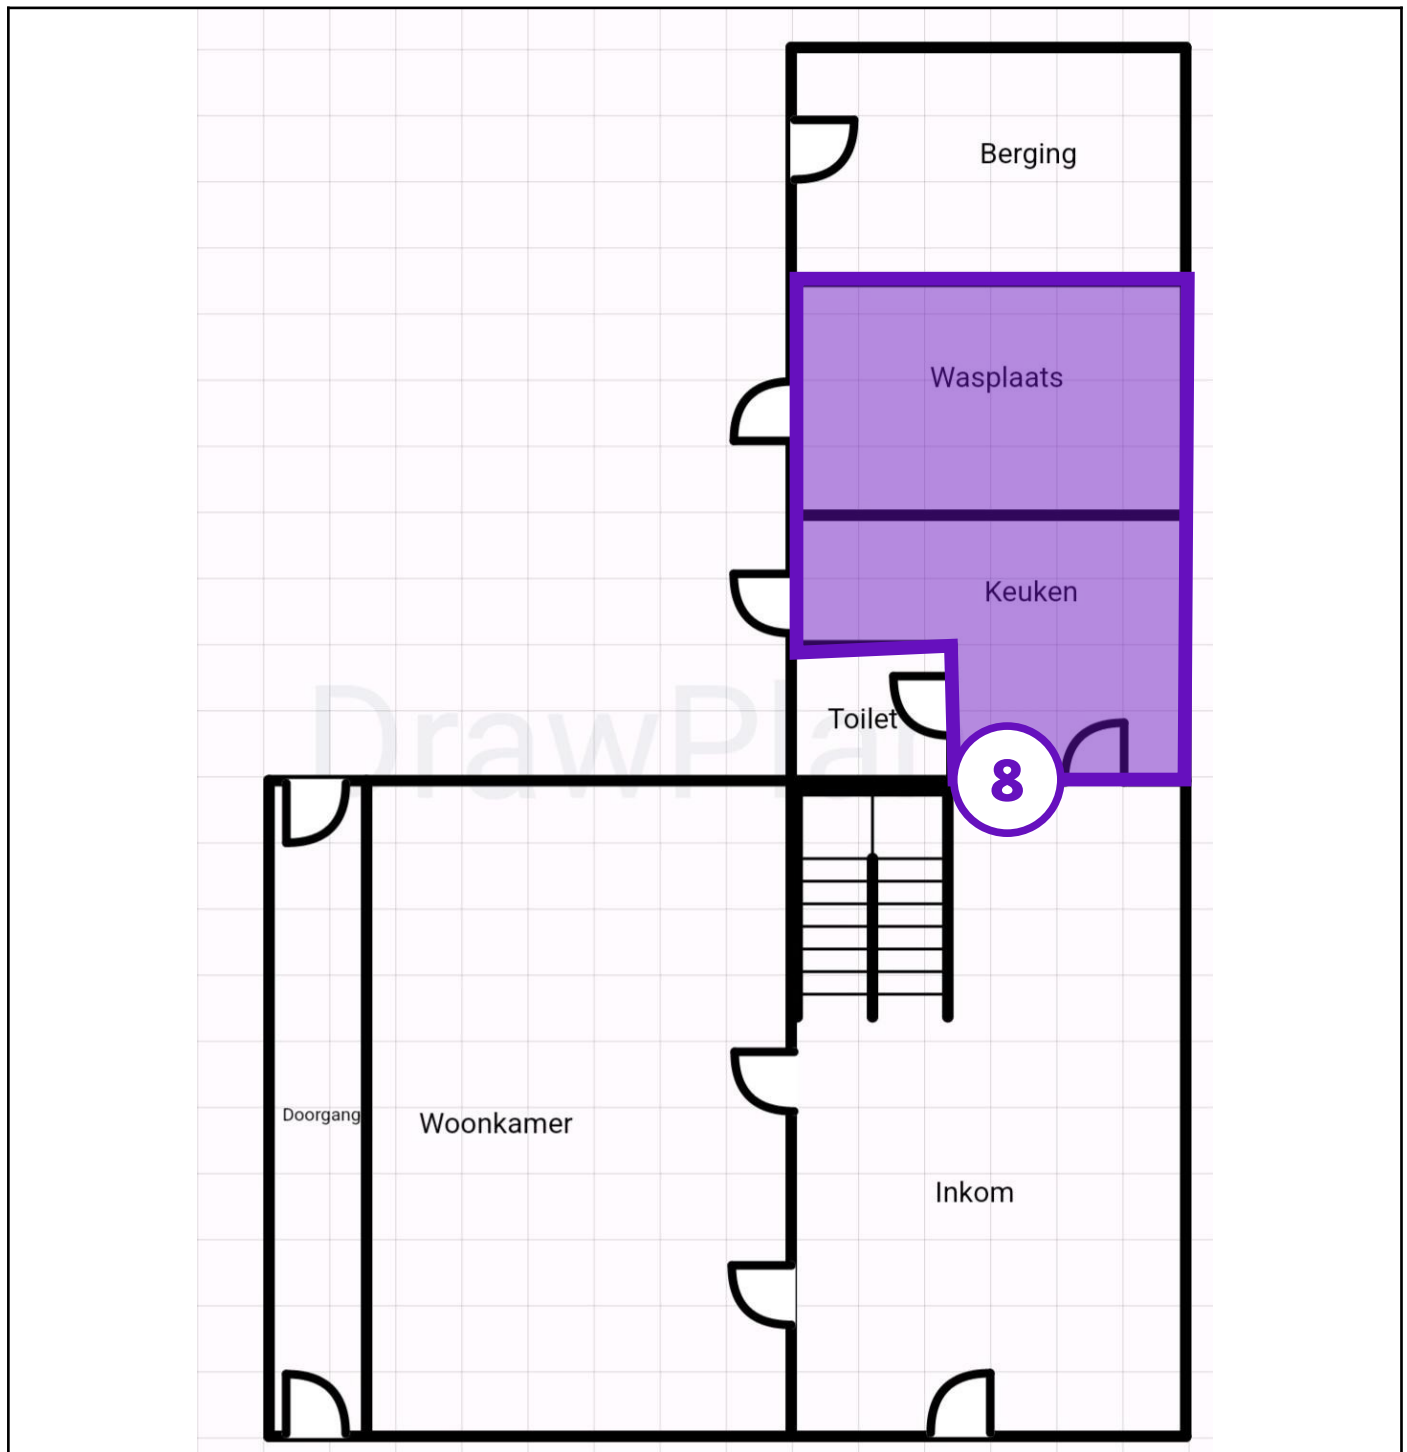 Berging
Wasplaats
Keuken
DrawPlan
Toilet
8
Doorgang
Woonkamer
Inkom